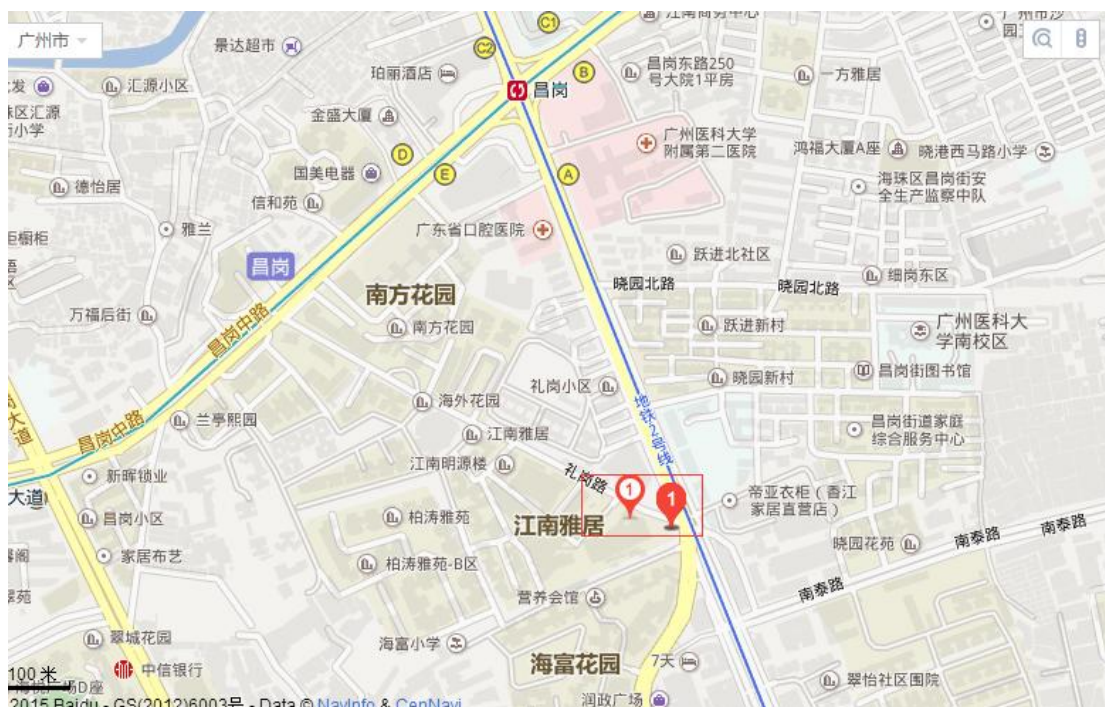 广州市
景达超市
C1
C2
珀丽酒店
B
昌岗东路250
号大院1平房
一方雅居
汇源小区
昌岗
金盛大厦
D
国美电器
E
A
广州医科大学
附属第二医院
鸿福大厦A座
晓港西马路小学
海珠区昌岗街安
全生产监察中队
德怡居
信和苑
雅兰
广东省口腔医院
昌岗
跃进北社区
细岗东区
晓园北路
晓园北路
南方花园
南方花园
万福后街
昌岗中路
跃进新村
广州医科大
学南校区
晓园新村
昌岗街图书馆
礼岗小区
海外花园
地铁2号线
兰亭熙园
昌岗中路
江南雅居
昌岗街道家庭
综合服务中心
江南明源楼
礼岗路
新晖锁业
大道
1
1
帝亚衣柜（香江
家居直营店）
昌岗小区
柏涛雅苑
江南雅居
晓园花苑
南泰路
南泰路
家居布艺
柏涛雅苑-B区
南泰路
营养会馆
翠城花园
海富小学
海富花园
7天
中信银行
100 米
翠怡社区围院
润政广场
2015 Baidu - GS(2012)6003号 - Data © NavInfo & CenNavi